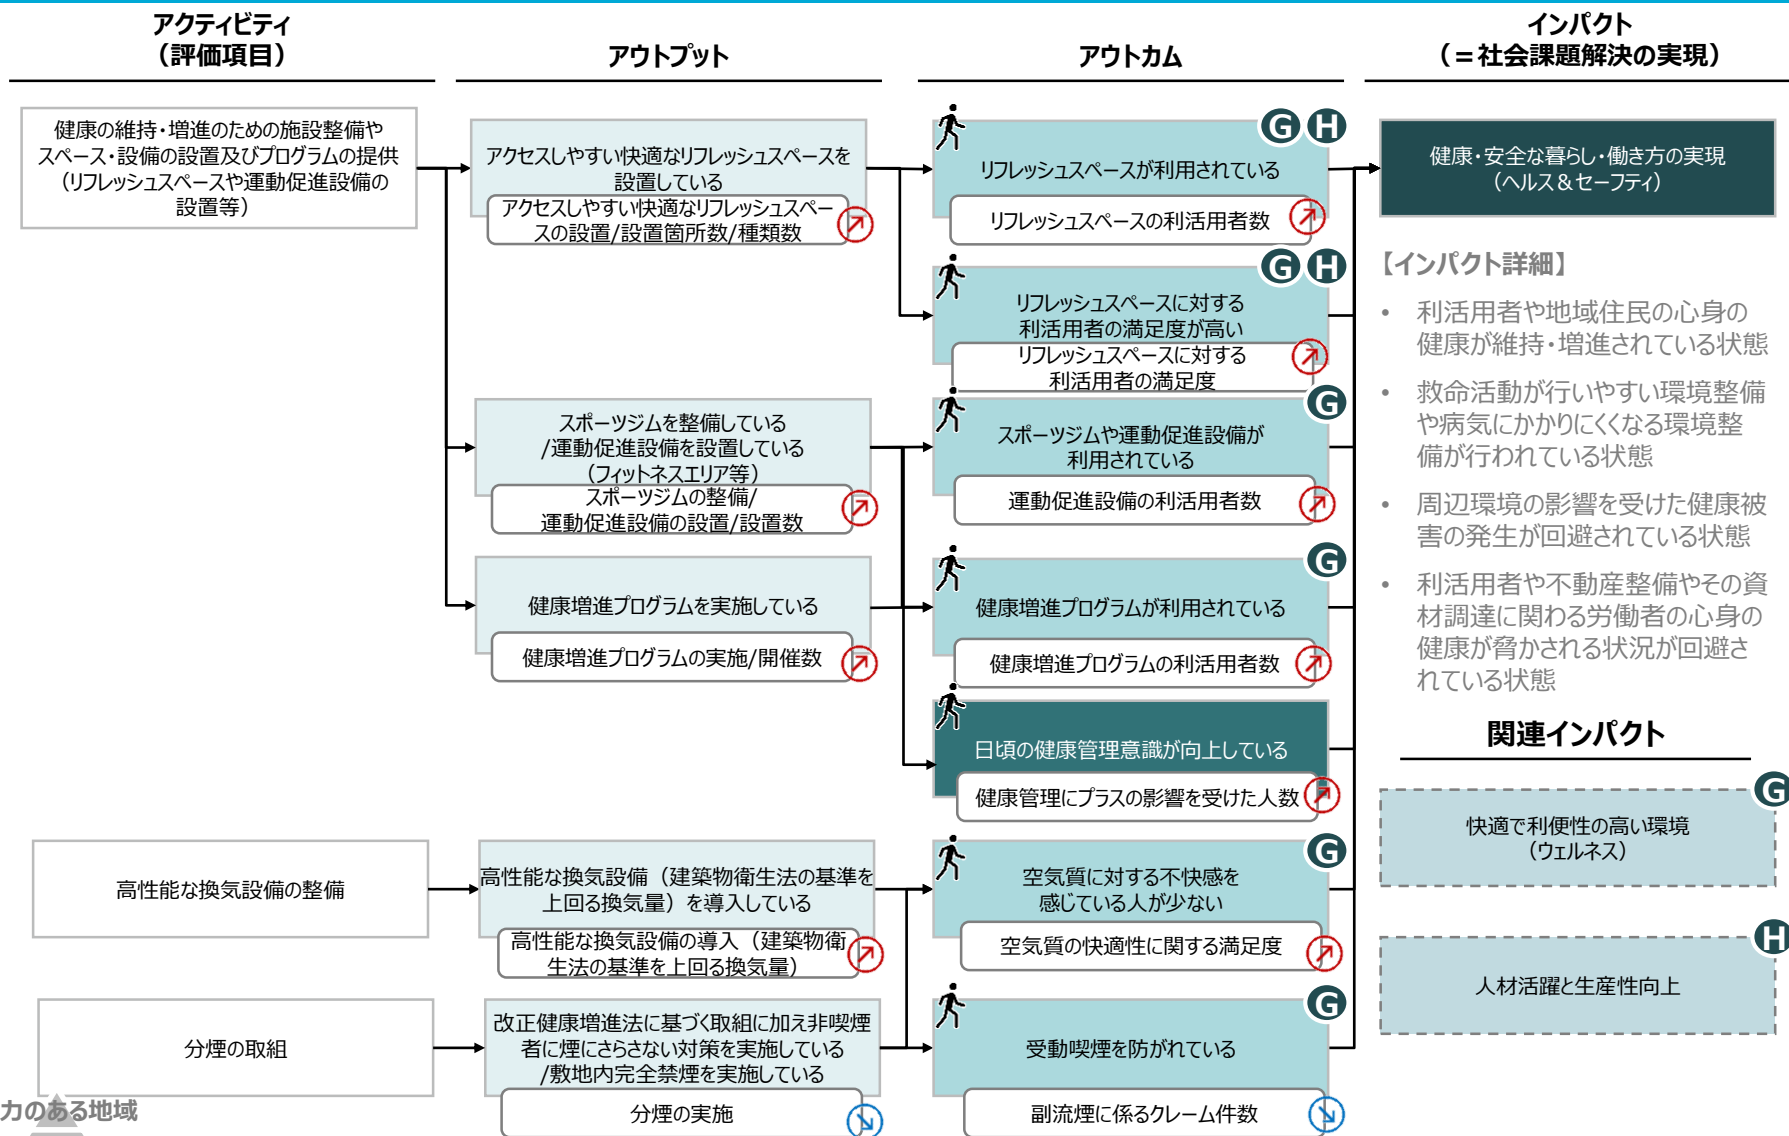 アクティビティ
（評価項目）
アウトプット
アウトカム
インパクト
（＝社会課題解決の実現）
健康の維持・増進のための施設整備や
スペース・設備の設置及びプログラムの提供
（リフレッシュスペースや運動促進設備の
設置等）
アクセスしやすい快適なリフレッシュスペースを
設置している
アクセスしやすい快適なリフレッシュスペー
スの設置/設置箇所数/種類数
G H
リフレッシュスペースが利用されている
リフレッシュスペースの利活用者数
G H
リフレッシュスペースに対する
利活用者の満足度が高い
リフレッシュスペースに対する
利活用者の満足度
スポーツジムを整備している
/運動促進設備を設置している
（フィットネスエリア等）
スポーツジムの整備/
運動促進設備の設置/設置数
G
スポーツジムや運動促進設備が
利用されている
運動促進設備の利活用者数
健康増進プログラムを実施している
健康増進プログラムの実施/開催数
G
健康増進プログラムが利用されている
健康増進プログラムの利活用者数
日頃の健康管理意識が向上している
健康管理にプラスの影響を受けた人数
高性能な換気設備の整備
高性能な換気設備（建築物衛生法の基準を
上回る換気量）を導入している
高性能な換気設備の導入（建築物衛
生法の基準を上回る換気量）
G
空気質に対する不快感を
感じている人が少ない
空気質の快適性に関する満足度
分煙の取組
改正健康増進法に基づく取組に加え非喫煙
者に煙にさらさない対策を実施している
/敷地内完全禁煙を実施している
分煙の実施
G
受動喫煙を防がれている
副流煙に係るクレーム件数
健康・安全な暮らし・働き方の実現
（ヘルス＆セーフティ）
【インパクト詳細】
• 利活用者や地域住民の心身の
健康が維持・増進されている状態
• 救命活動が行いやすい環境整備
や病気にかかりにくくなる環境整
備が行われている状態
• 周辺環境の影響を受けた健康被
害の発生が回避されている状態
• 利活用者や不動産整備やその資
材調達に関わる労働者の心身の
健康が脅かされる状況が回避さ
れている状態
関連インパクト
G
快適で利便性の高い環境
（ウェルネス）
H
人材活躍と生産性向上
力のある地域